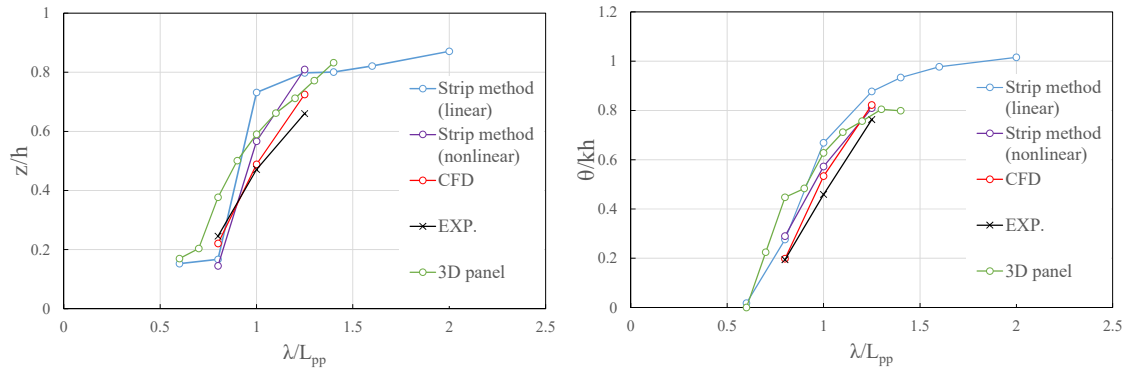 1
0.8
0.6
0.4
0.2
0
z/h
0
0.5
1
1.5
2
2.5
λ/Lpp
Strip method
(linear)
Strip method
(nonlinear)
CFD
EXP.
3D panel
1.2
1
0.8
0.6
0.4
0.2
0
θ/kh
0
0.5
1
1.5
2
2.5
λ/Lpp
Strip method
(linear)
Strip method
(nonlinear)
CFD
EXP.
3D panel